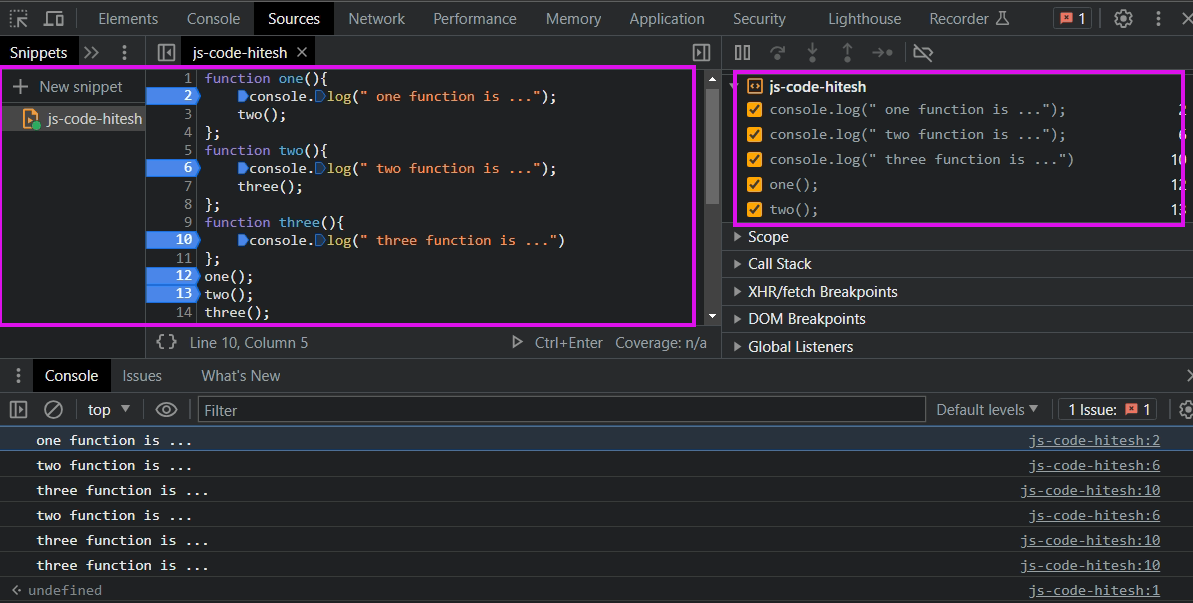 Elements Console Sources Network Performance Memory Application Security Lighthouse Recorder 1
Snippets js-code-hitesh
New snippet
js-code-hitesh
1 function one(){
2 console.log(" one function is ...");
3 two();
4 };
5 function two(){
6 console.log(" two function is ...");
7 three();
8 };
9 function three(){
10 console.log(" three function is ...")
11 };
12 one();
13 two();
14 three();
{ } Line 10, Column 5 Ctrl+Enter Coverage: n/a
js-code-hitesh
console.log(" one function is ..."); 2
console.log(" two function is ..."); 6
console.log(" three function is ...") 10
one(); 12
two(); 13
Scope
Call Stack
XHR/fetch Breakpoints
DOM Breakpoints
Global Listeners
Console Issues What's New
top Filter Default levels 1 Issue: 1
one function is ... js-code-hitesh:2
two function is ... js-code-hitesh:6
three function is ... js-code-hitesh:10
two function is ... js-code-hitesh:6
three function is ... js-code-hitesh:10
three function is ... js-code-hitesh:10
undefined js-code-hitesh:1